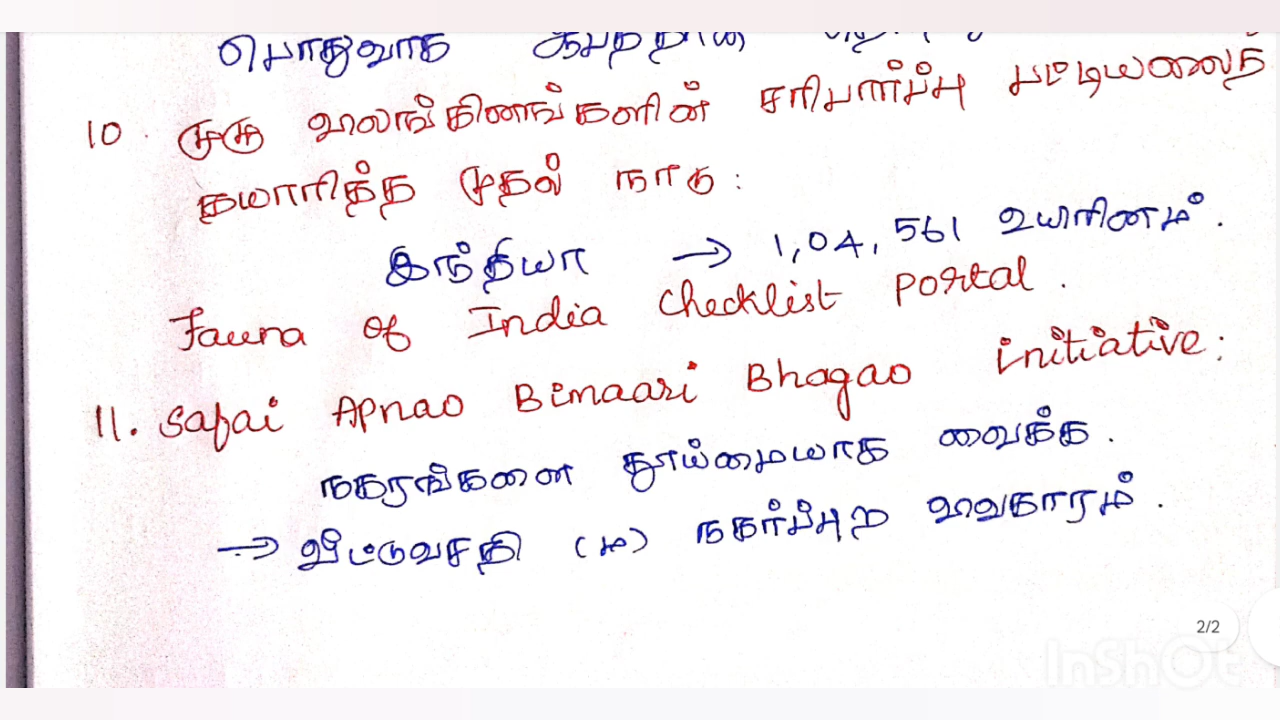 பொதுவாக
10. முழு விலங்கினங்களின் சரிபார்ப்பு பட்டியலைத்
தயாரித்த முதல் நாடு :
இந்தியா → 1,04,561 உயிரினம்.
Fauna of India Checklist Portal.
11. Safai Apnao Bimaari Bhagao initiative:
நகரங்களை தூய்மையாக வைக்க.
→ வீட்டுவசதி (ம) நகர்ப்புற விவகாரம்.
2/2
InShOt